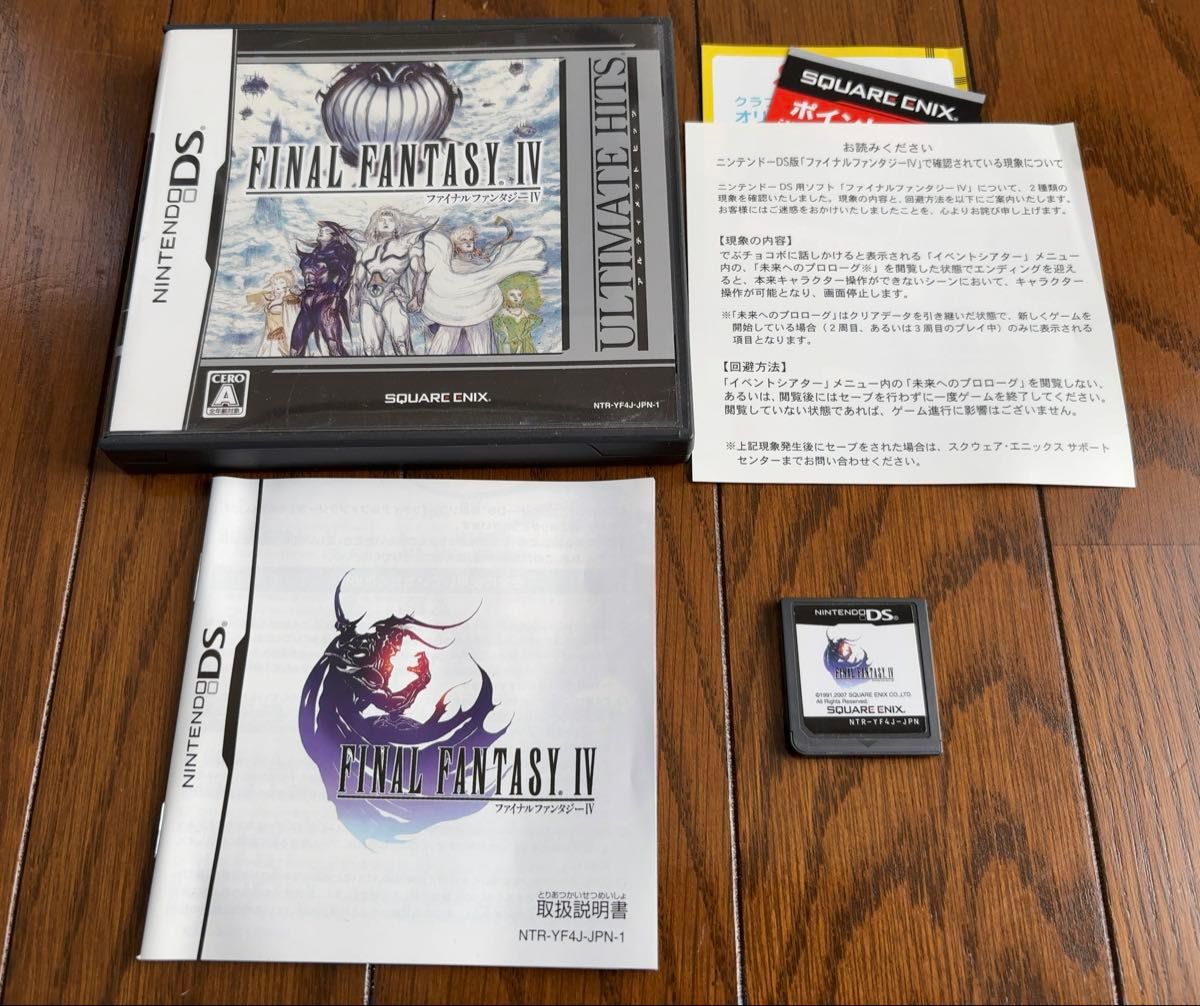 NINTENDO DS
FINAL FANTASY IV
ファイナルファンタジーIV
ULTIMATE HITS
アルティメットヒッツ
CERO
A
全年齢対象
SQUARE ENIX.
NTR-YF4J-JPN-1
クラブ
オリ
SQUARE ENIX.
ポイント
お読みください
ニンテンドーDS版「ファイナルファンタジーIV」で確認されている現象について
ニンテンドーDS用ソフト「ファイナルファンタジーIV」について、2種類の
現象を確認いたしました。現象の内容と、回避方法を以下にご案内いたします。
お客様にはご迷惑をおかけいたしましたことを、心よりお詫び申し上げます。
【現象の内容】
でぶチョコボに話しかけると表示される「イベントシアター」メニュー
内の、「未来へのプロローグ※」を閲覧した状態でエンディングを迎え
ると、本来キャラクター操作ができないシーンにおいて、キャラクター
操作が可能となり、画面停止します。
※「未来へのプロローグ」はクリアデータを引き継いだ状態で、新しくゲームを
開始している場合（2周目、あるいは3周目のプレイ中）のみに表示される
項目となります。
【回避方法】
「イベントシアター」メニュー内の「未来へのプロローグ」を閲覧しない、
あるいは、閲覧後にはセーブを行わずに一度ゲームを終了してください。
閲覧していない状態であれば、ゲーム進行に影響はございません。
※上記現象発生後にセーブをされた場合は、スクウェア・エニックス サポート
センターまでお問い合わせください。
NINTENDO DS
FINAL FANTASY IV
ファイナルファンタジーIV
とりあつかいせつめいしょ
取扱説明書
NTR-YF4J-JPN-1
NINTENDO DS
FINAL FANTASY IV
©1991,2007 SQUARE ENIX CO.,LTD.
All Rights Reserved.
SQUARE ENIX.
NTR-YF4J-JPN